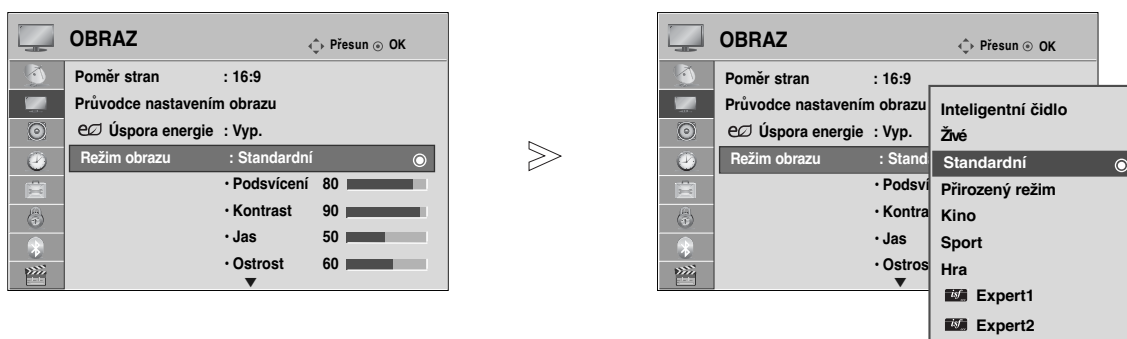 OBRAZ
Přesun OK
Poměr stran : 16:9
Průvodce nastavením obrazu
Úspora energie : Vyp.
Režim obrazu : Standardní
• Podsvícení 80
• Kontrast 90
• Jas 50
• Ostrost 60
OBRAZ
Přesun OK
Poměr stran : 16:9
Průvodce nastavením obrazu
Úspora energie : Vyp.
Režim obrazu : Stand
• Podsví
• Kontra
• Jas
• Ostros
Inteligentní čidlo
Živé
Standardní
Přirozený režim
Kino
Sport
Hra
isf Expert1
isf Expert2